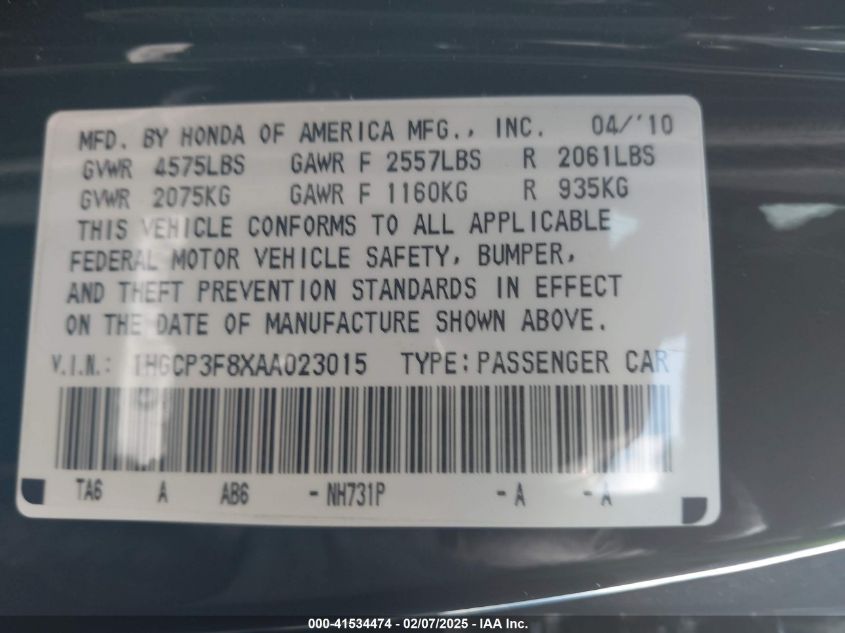 MFD. BY HONDA OF AMERICA MFG., INC. 04/'10
GVWR 4575LBS GAWR F 2557LBS R 2061LBS
GVWR 2075KG GAWR F 1160KG R 935KG
THIS VEHICLE CONFORMS TO ALL APPLICABLE
FEDERAL MOTOR VEHICLE SAFETY, BUMPER,
AND THEFT PREVENTION STANDARDS IN EFFECT
ON THE DATE OF MANUFACTURE SHOWN ABOVE.
V.I.N.: 1HGCP3F8XAA023015 TYPE: PASSENGER CAR
TA6 A AB6 - NH731P - A - A
000-41534474 - 02/07/2025 - IAA Inc.